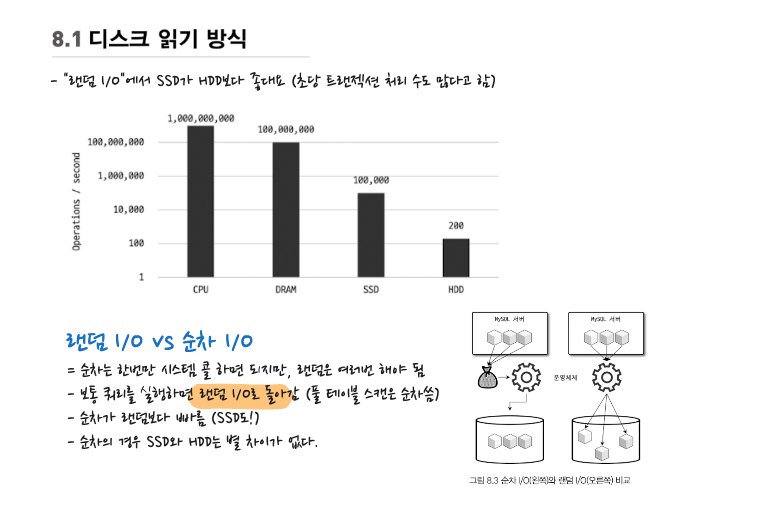 8.1 디스크 읽기 방식
- "랜덤 I/O"에서 SSD가 HDD보다 좋대요 (초당 트랜젝션 처리 수도 많다고 함)
1,000,000,000
100,000,000
100,000
200
Operations / second
100,000,000
1,000,000
10,000
100
1
CPU DRAM SSD HDD
랜덤 I/O vs 순차 I/O
= 순차는 한번만 시스템 콜 하면 되지만, 랜덤은 여러번 해야 됨
- 보통 쿼리를 실행하면 랜덤 I/O로 돌아감 (풀 테이블 스캔은 순차씀)
- 순차가 랜덤보다 빠름 (SSD도!)
- 순차의 경우 SSD와 HDD는 별 차이가 없다.
MySQL 서버 MySQL 서버
운영체제
그림 8.3 순차 I/O(왼쪽)와 랜덤 I/O(오른쪽) 비교